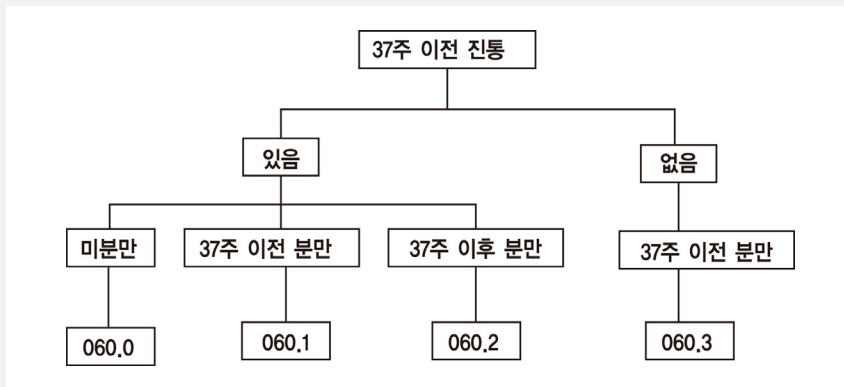 37주 이전 진통
있음
없음
미분만
37주 이전 분만
37주 이후 분만
37주 이전 분만
060.0
060.1
060.2
060.3